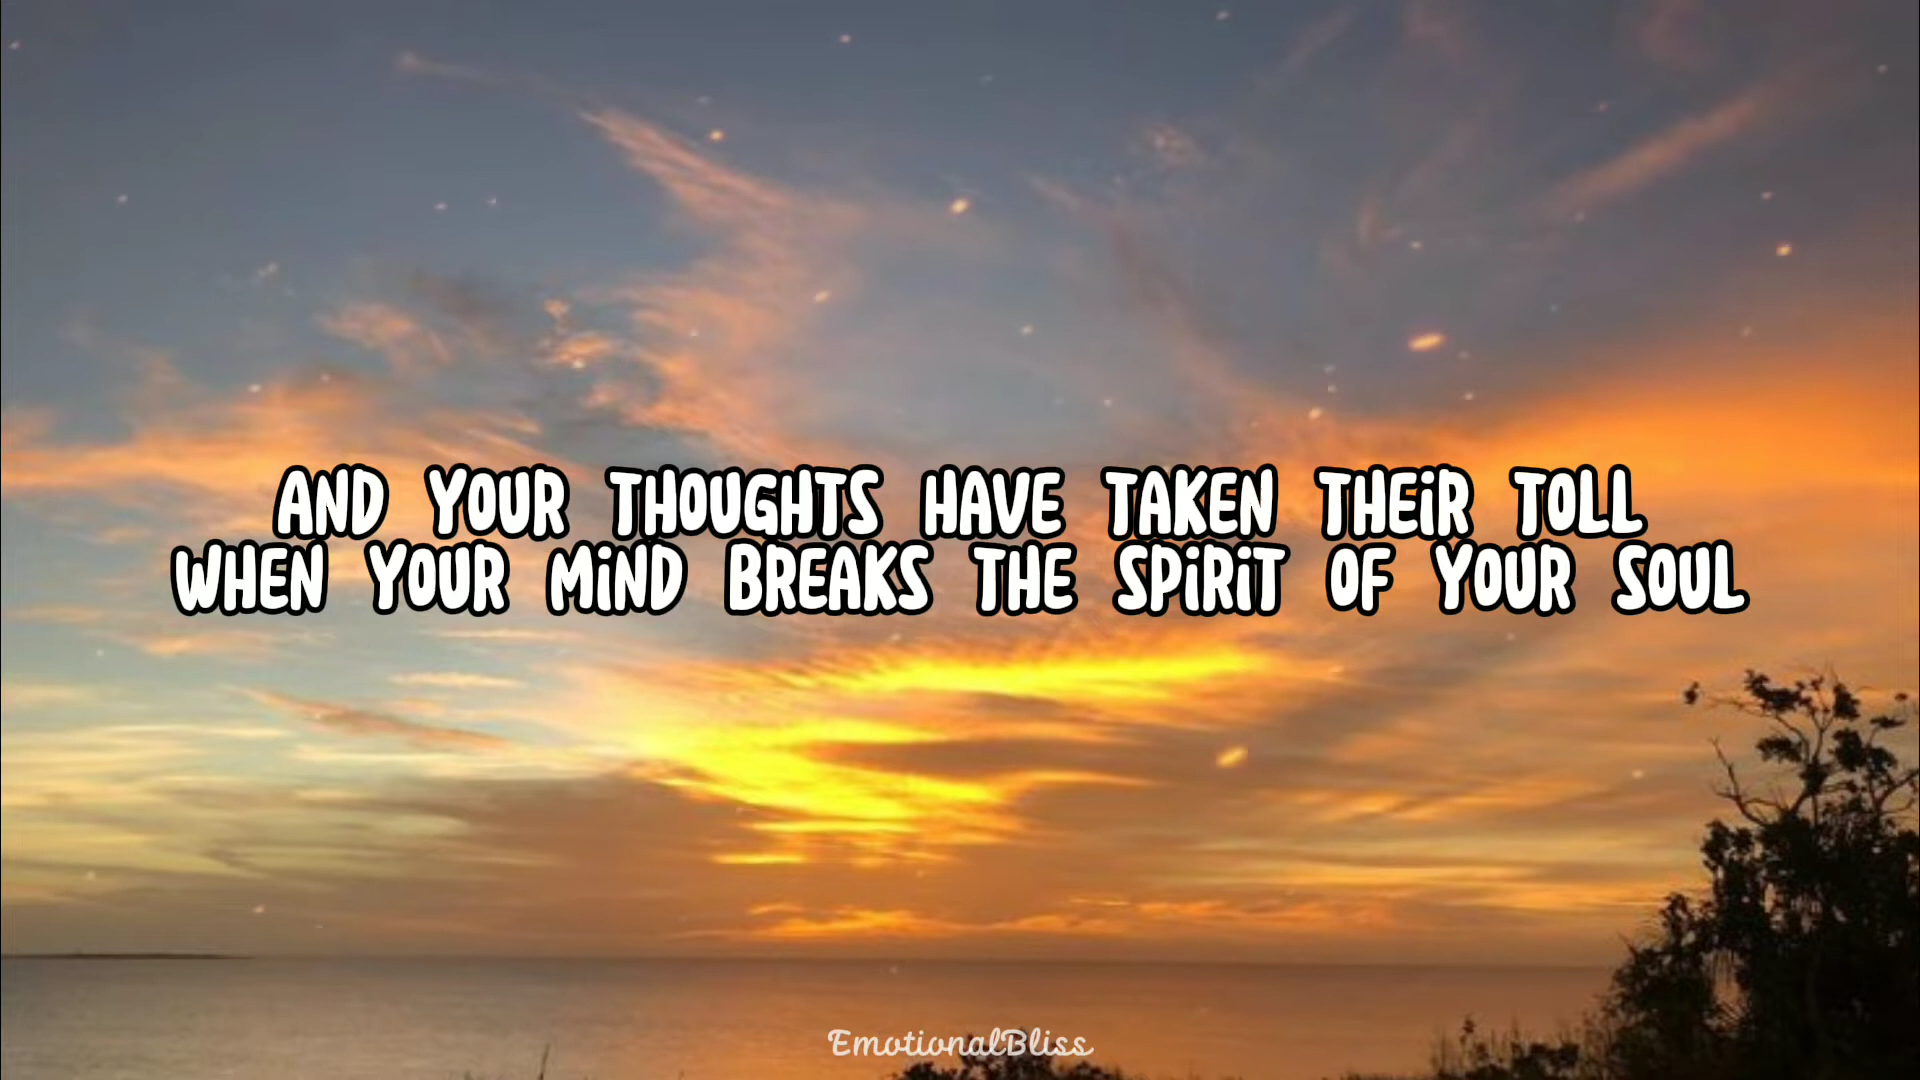 AND YOUR THOUGHTS HAVE TAKEN THEiR TOLL
WHEN YOUR MiND BREAKS THE SPiRiT OF YOUR SOUL
EmotionalBliss